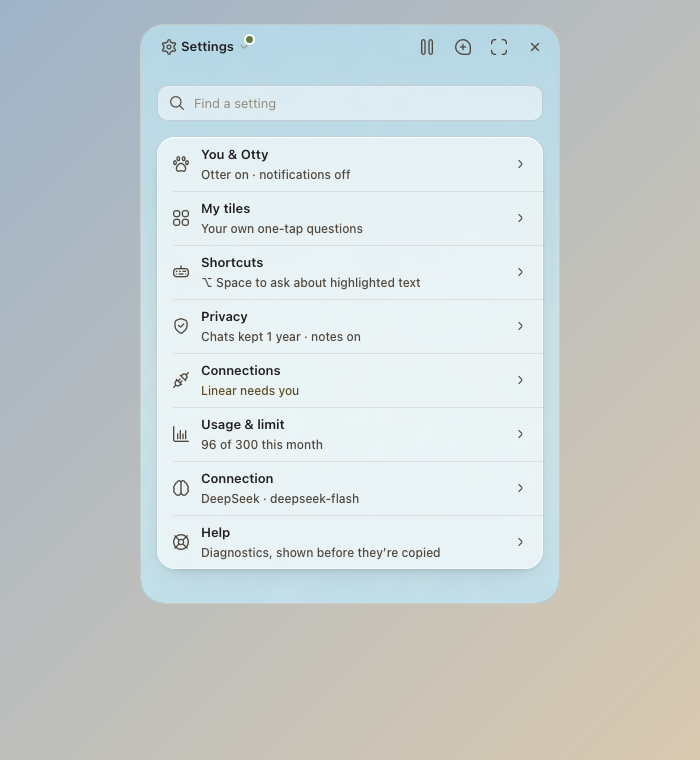 Settings
Find a setting
You & Otty
Otter on · notifications off
My tiles
Your own one-tap questions
Shortcuts
⌥ Space to ask about highlighted text
Privacy
Chats kept 1 year · notes on
Connections
Linear needs you
Usage & limit
96 of 300 this month
Connection
DeepSeek · deepseek-flash
Help
Diagnostics, shown before they’re copied